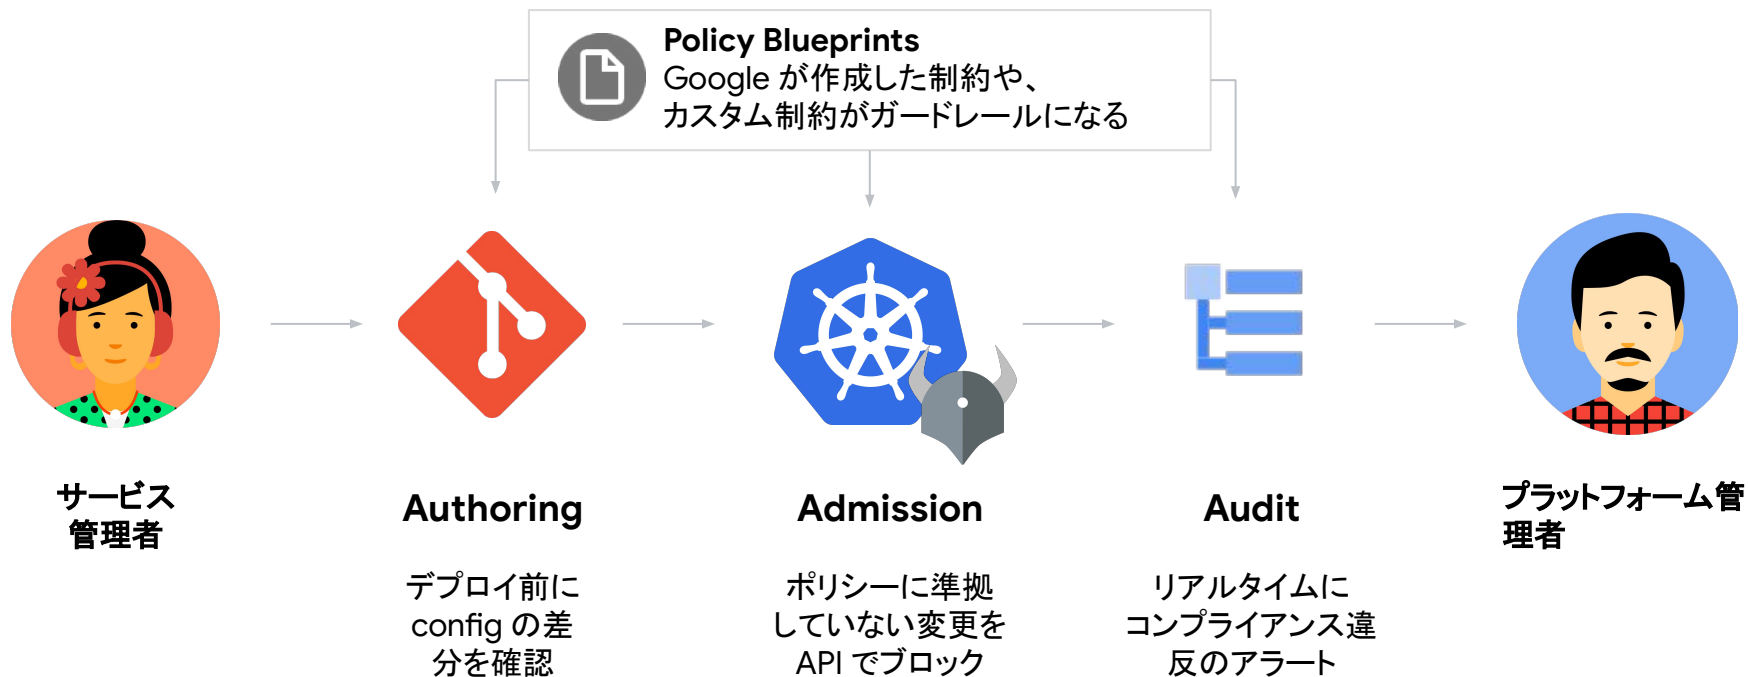 Policy Blueprints
Google が作成した制約や、
カスタム制約がガードレールになる
サービス
管理者
Authoring
デプロイ前に
config の差
分を確認
Admission
ポリシーに準拠
していない変更を
API でブロック
Audit
リアルタイムに
コンプライアンス違
反のアラート
プラットフォーム管
理者